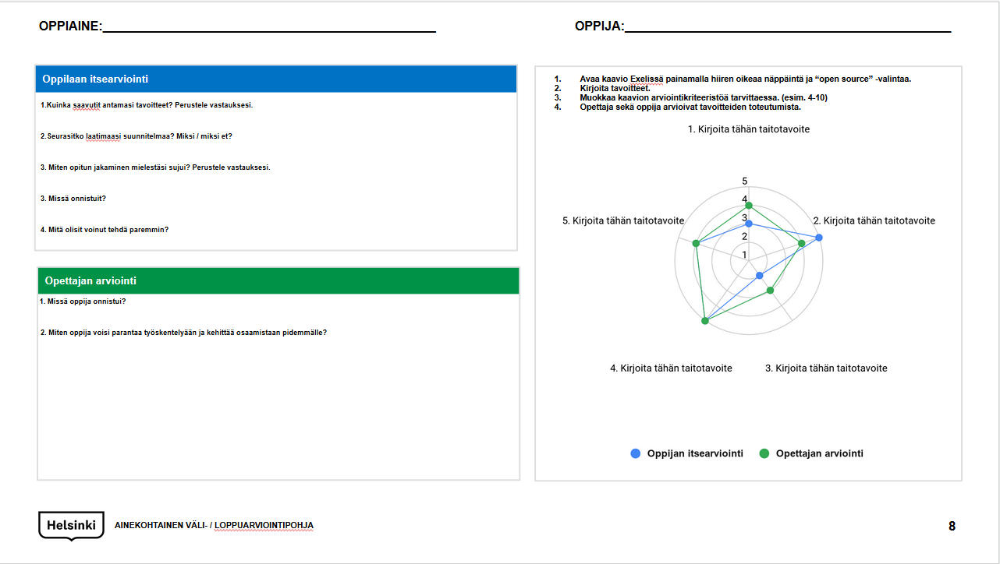 OPPIAINE:
OPPIJA:
Oppilaan itsearviointi
1.Kuinka saavutit antamasi tavoitteet? Perustele vastauksesi.
2.Seurasitko laatimaasi suunnitelmaa? Miksi / miksi et?
3. Miten opitun jakaminen mielestäsi sujui? Perustele vastauksesi.
3. Missä onnistuit?
4. Mitä olisit voinut tehdä paremmin?
Opettajan arviointi
1. Missä oppija onnistui?
2. Miten oppija voisi parantaa työskentelyään ja kehittää osaamistaan pidemmälle?
1. Avaa kaavio Exelissä painamalla hiiren oikeaa näppäintä ja “open source” -valintaa.
2. Kirjoita tavoitteet.
3. Muokkaa kaavion arviointikriteeristöä tarvittaessa. (esim. 4-10)
4. Opettaja sekä oppija arvioivat tavoitteiden toteutumista.
1. Kirjoita tähän taitotavoite
5
4
3
5. Kirjoita tähän taitotavoite
2. Kirjoita tähän taitotavoite
2
1
4. Kirjoita tähän taitotavoite
3. Kirjoita tähän taitotavoite
Oppijan itsearviointi
Opettajan arviointi
Helsinki
AINEKOHTAINEN VÄLI- / LOPPUARVIOINTIPOHJA
8